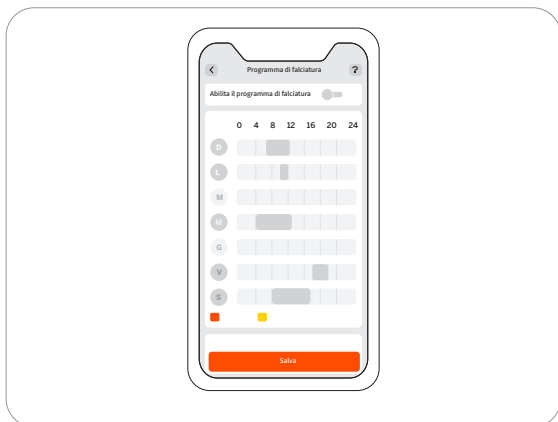 Programma di falciatura ?
Abilita il programma di falciatura
0 4 8 12 16 20 24
D
L
M
M
G
V
S
Salva